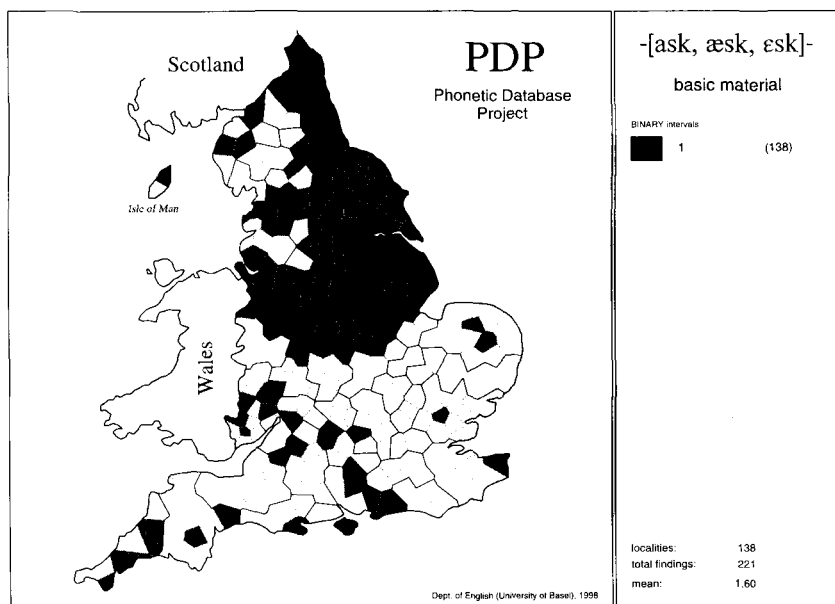 Scotland
PDP
Phonetic Database
Project
Isle of Man
Wales
Dept. of English (University of Basel), 1998
-[ask, æsk, ɛsk]-
basic material
BINARY intervals
1 (138)
localities: 138
total findings: 221
mean: 1.60